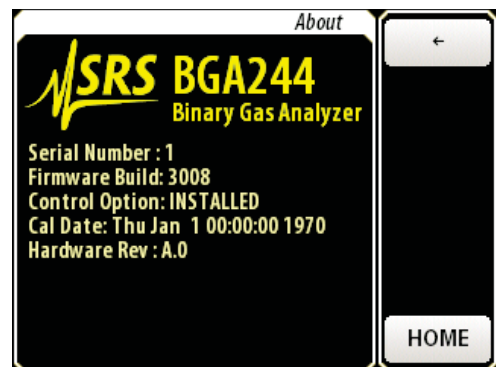 About
←
SRS BGA244
Binary Gas Analyzer
Serial Number : 1
Firmware Build: 3008
Control Option: INSTALLED
Cal Date: Thu Jan  1 00:00:00 1970
Hardware Rev : A.0
HOME